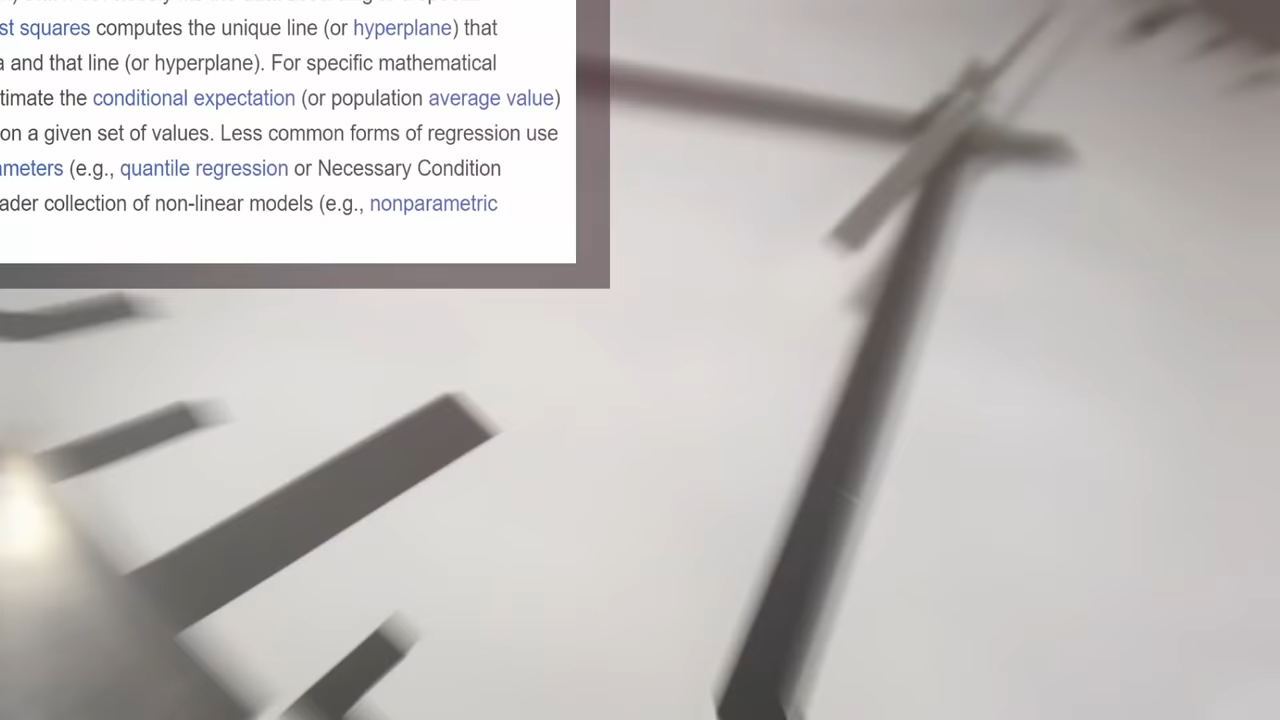 st squares computes the unique line (or hyperplane) that
and that line (or hyperplane). For specific mathematical
timate the conditional expectation (or population average value)
on a given set of values. Less common forms of regression use
ameters (e.g., quantile regression or Necessary Condition
ader collection of non-linear models (e.g., nonparametric